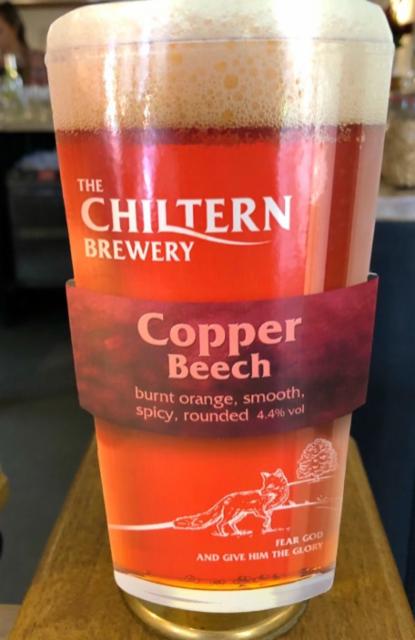 THE
CHILTERN
BREWERY
Copper
Beech
burnt orange, smooth,
spicy, rounded 4.4% vol
FEAR GOD
AND GIVE HIM THE GLORY